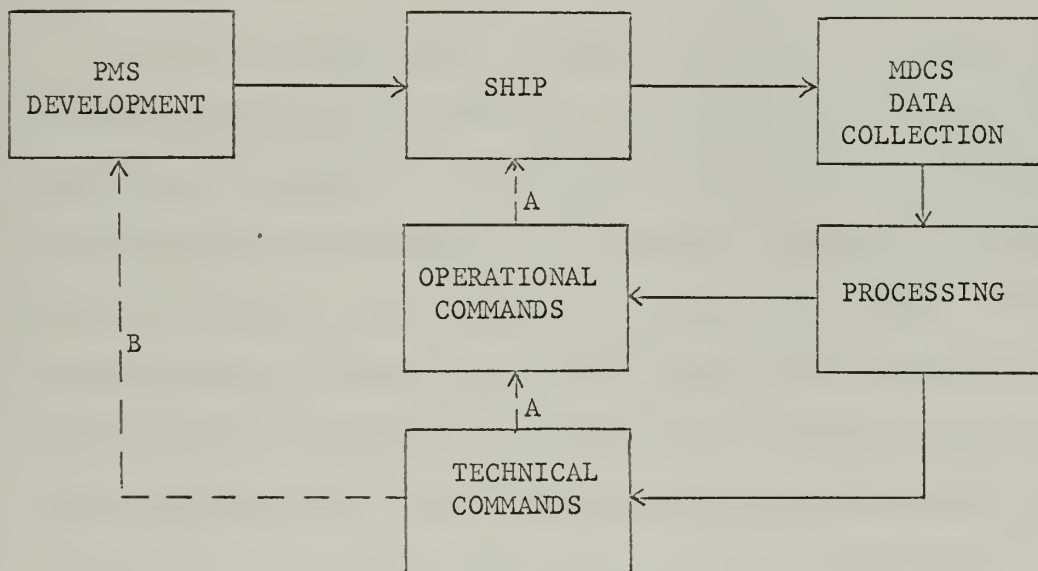 PMS
DEVELOPMENT
SHIP
MDCS
DATA
COLLECTION
A
OPERATIONAL
COMMANDS
PROCESSING
B
A
TECHNICAL
COMMANDS